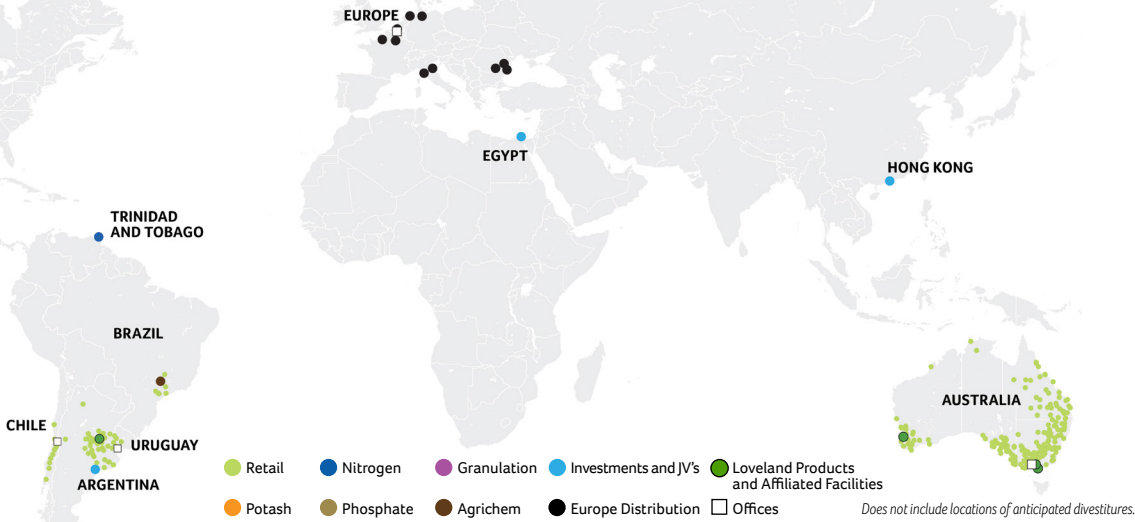 EUROPE
EGYPT
HONG KONG
TRINIDAD
AND TOBAGO
BRAZIL
AUSTRALIA
CHILE
URUGUAY
ARGENTINA
Retail
Nitrogen
Granulation
Investments and JV's
Loveland Products
and Affiliated Facilities
Potash
Phosphate
Agrichem
Europe Distribution
Offices
Does not include locations of anticipated divestitures.